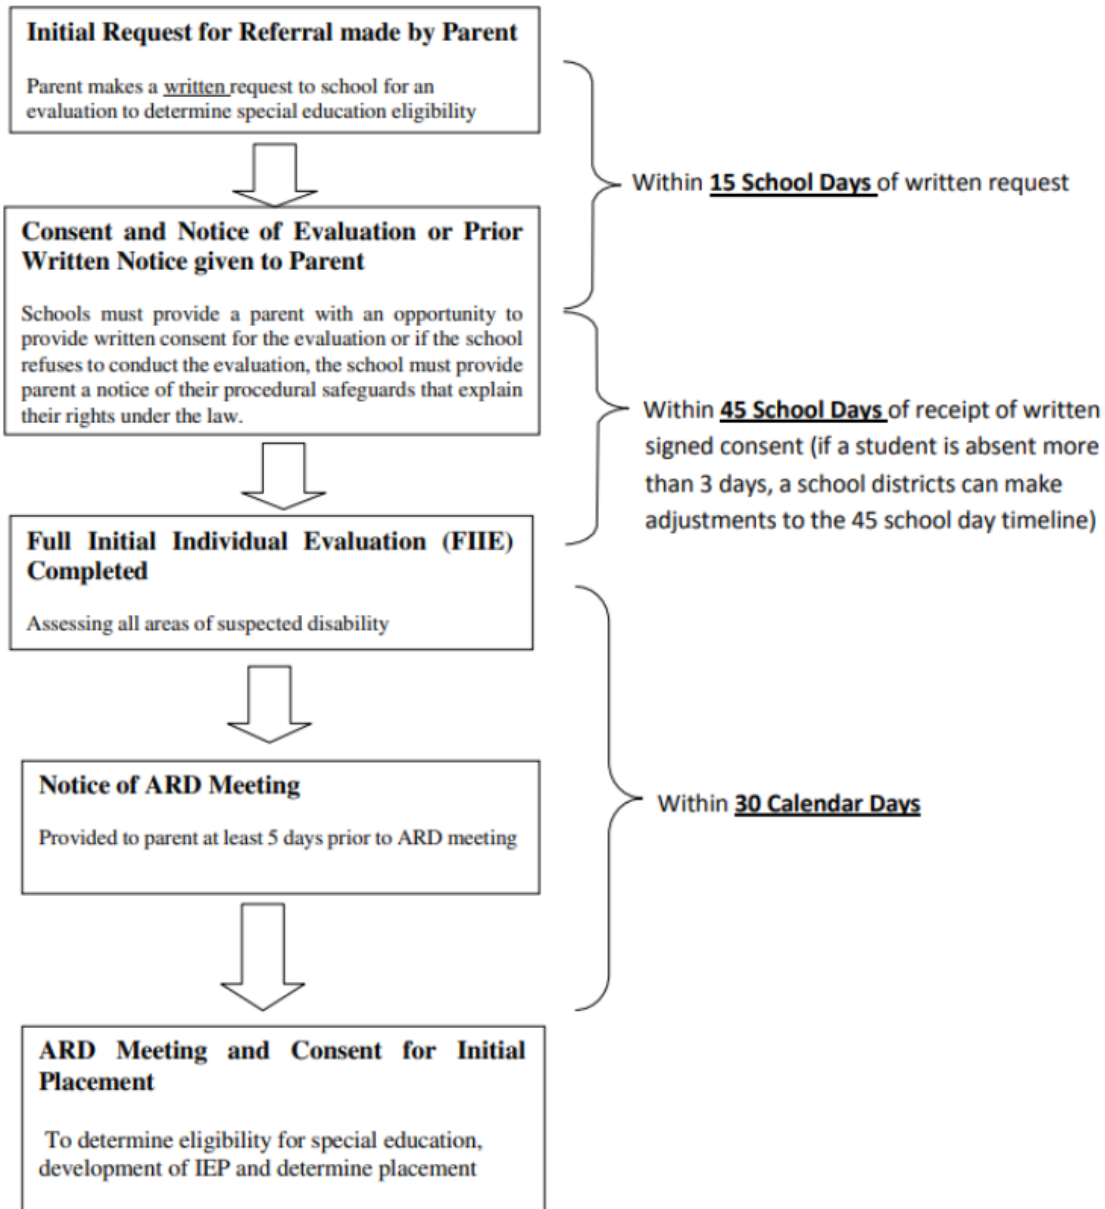 Initial Request for Referral made by Parent
Parent makes a written request to school for an
evaluation to determine special education eligibility
Within 15 School Days of written request
Consent and Notice of Evaluation or Prior
Written Notice given to Parent
Schools must provide a parent with an opportunity to
provide written consent for the evaluation or if the school
refuses to conduct the evaluation, the school must provide
parent a notice of their procedural safeguards that explain
their rights under the law.
Within 45 School Days of receipt of written
signed consent (if a student is absent more
than 3 days, a school districts can make
adjustments to the 45 school day timeline)
Full Initial Individual Evaluation (FIIE)
Completed
Assessing all areas of suspected disability
Notice of ARD Meeting
Provided to parent at least 5 days prior to ARD meeting
Within 30 Calendar Days
ARD Meeting and Consent for Initial
Placement
To determine eligibility for special education,
development of IEP and determine placement